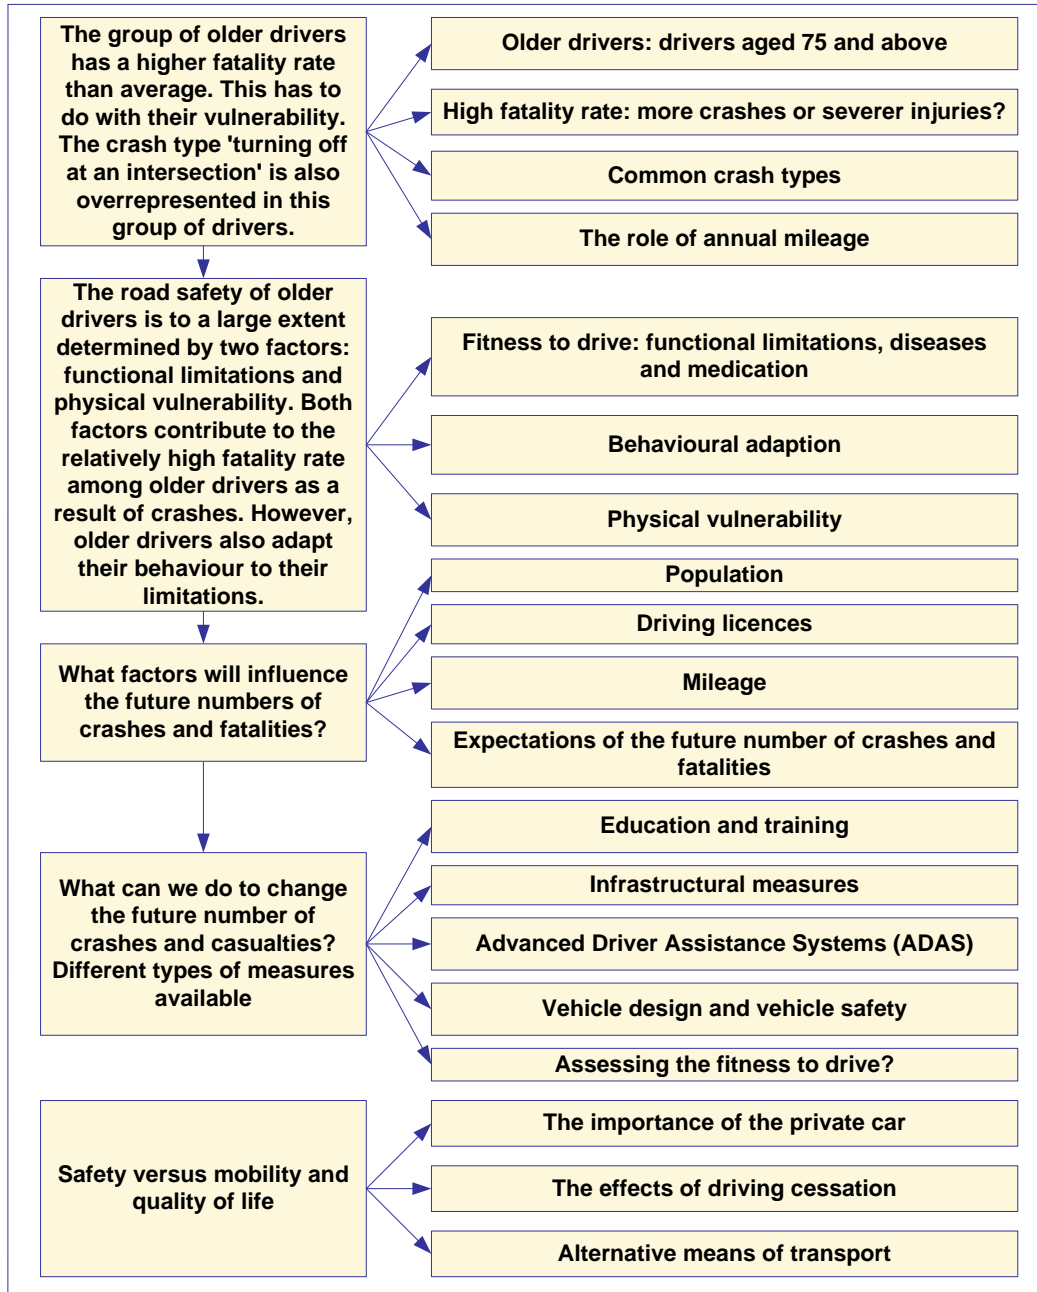 The group of older drivers
has a higher fatality rate
than average. This has to
do with their vulnerability.
The crash type 'turning off
at an intersection' is also
overrepresented in this
group of drivers.
Older drivers: drivers aged 75 and above
High fatality rate: more crashes or severer injuries?
Common crash types
The role of annual mileage
The road safety of older
drivers is to a large extent
determined by two factors:
functional limitations and
physical vulnerability. Both
factors contribute to the
relatively high fatality rate
among older drivers as a
result of crashes. However,
older drivers also adapt
their behaviour to their
limitations.
Fitness to drive: functional limitations, diseases
and medication
Behavioural adaption
Physical vulnerability
What factors will influence
the future numbers of
crashes and fatalities?
Population
Driving licences
Mileage
Expectations of the future number of crashes and
fatalities
What can we do to change
the future number of
crashes and casualties?
Different types of measures
available
Education and training
Infrastructural measures
Advanced Driver Assistance Systems (ADAS)
Vehicle design and vehicle safety
Assessing the fitness to drive?
Safety versus mobility and
quality of life
The importance of the private car
The effects of driving cessation
Alternative means of transport